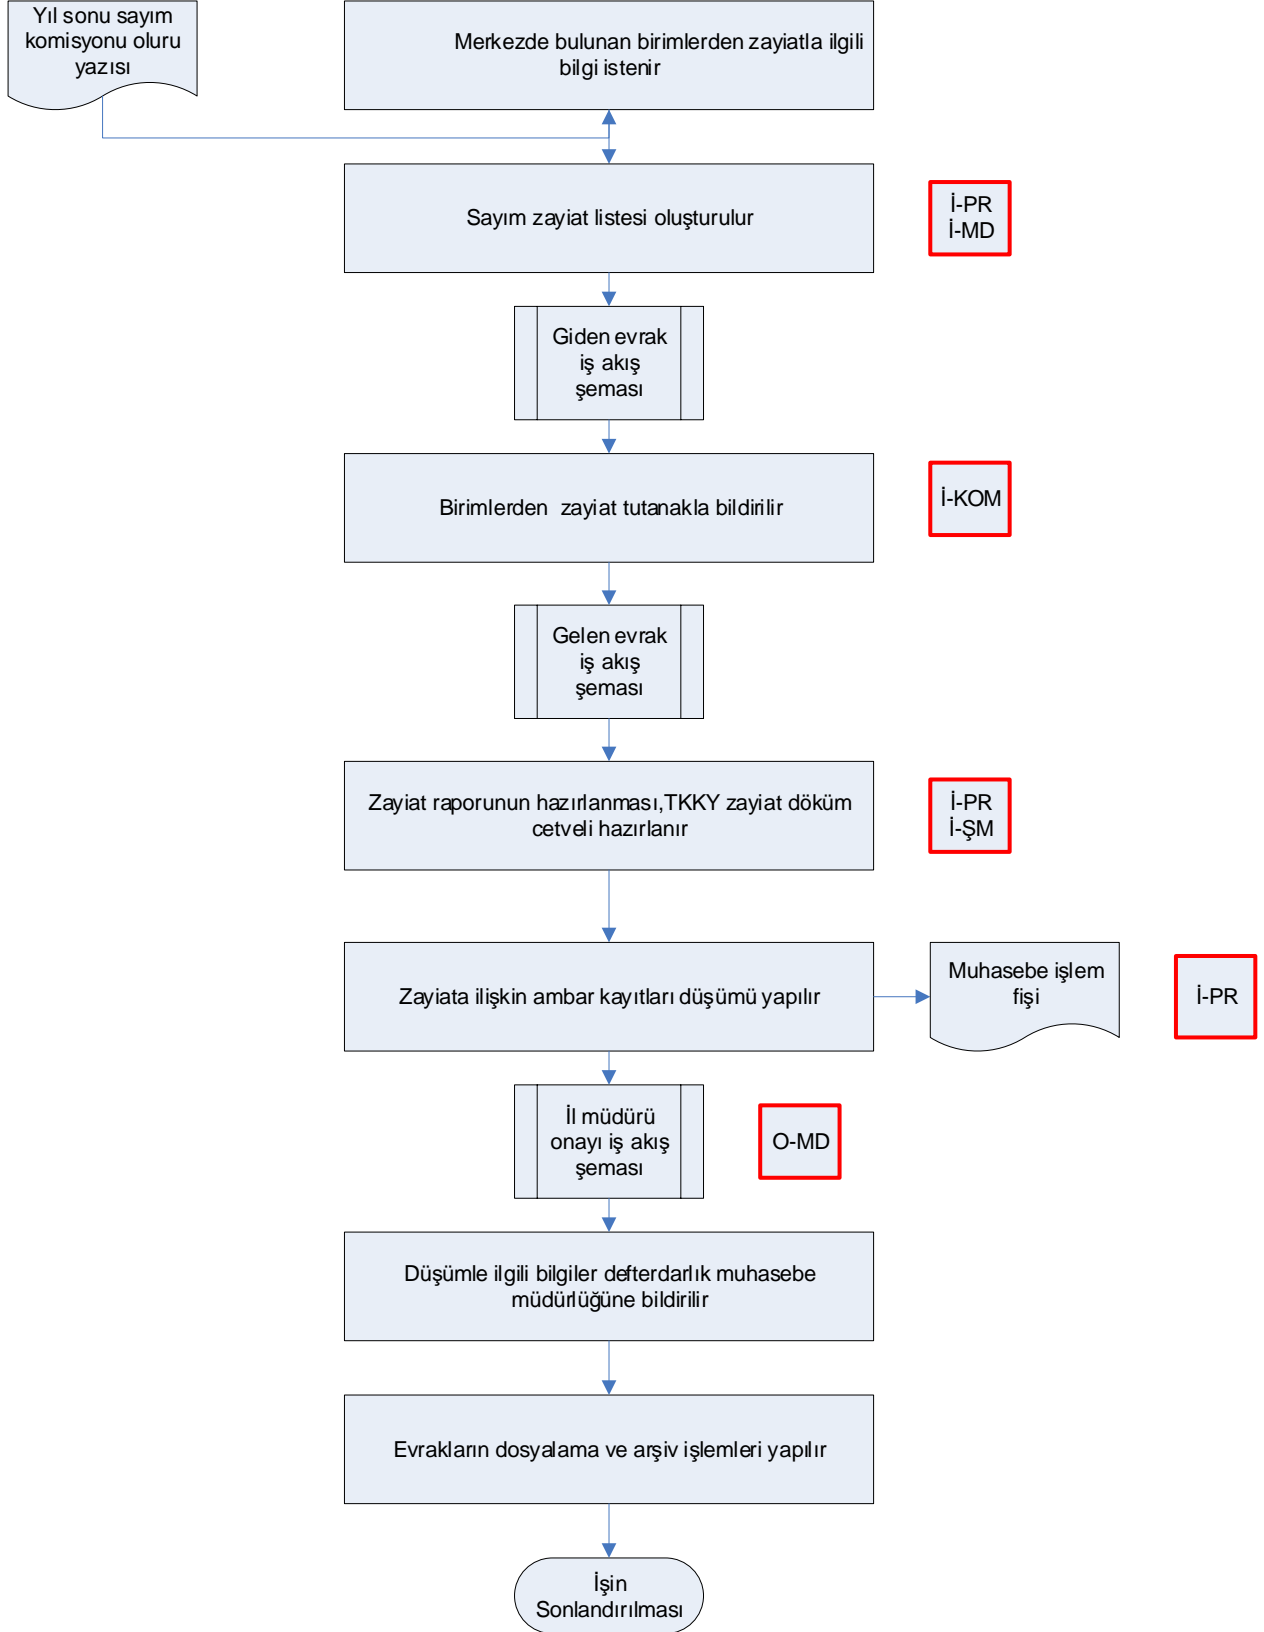 Yıl sonu sayım
komisyonu oluru
yazısı
Merkezde bulunan birimlerden zayiatla ilgili
bilgi istenir
Sayım zayiat listesi oluşturulur
İ-PR
İ-MD
Giden evrak
iş akış
şeması
Birimlerden zayiat tutanakla bildirilir
İ-KOM
Gelen evrak
iş akış
şeması
Zayiat raporunun hazırlanması,TKKY zayiat döküm
cetveli hazırlanır
İ-PR
İ-ŞM
Zayiata ilişkin ambar kayıtları düşümü yapılır
Muhasebe işlem
fişi
İ-PR
İl müdürü
onayı iş akış
şeması
O-MD
Düşümle ilgili bilgiler defterdarlık muhasebe
müdürlüğüne bildirilir
Evrakların dosyalama ve arşiv işlemleri yapılır
İşin
Sonlandırılması